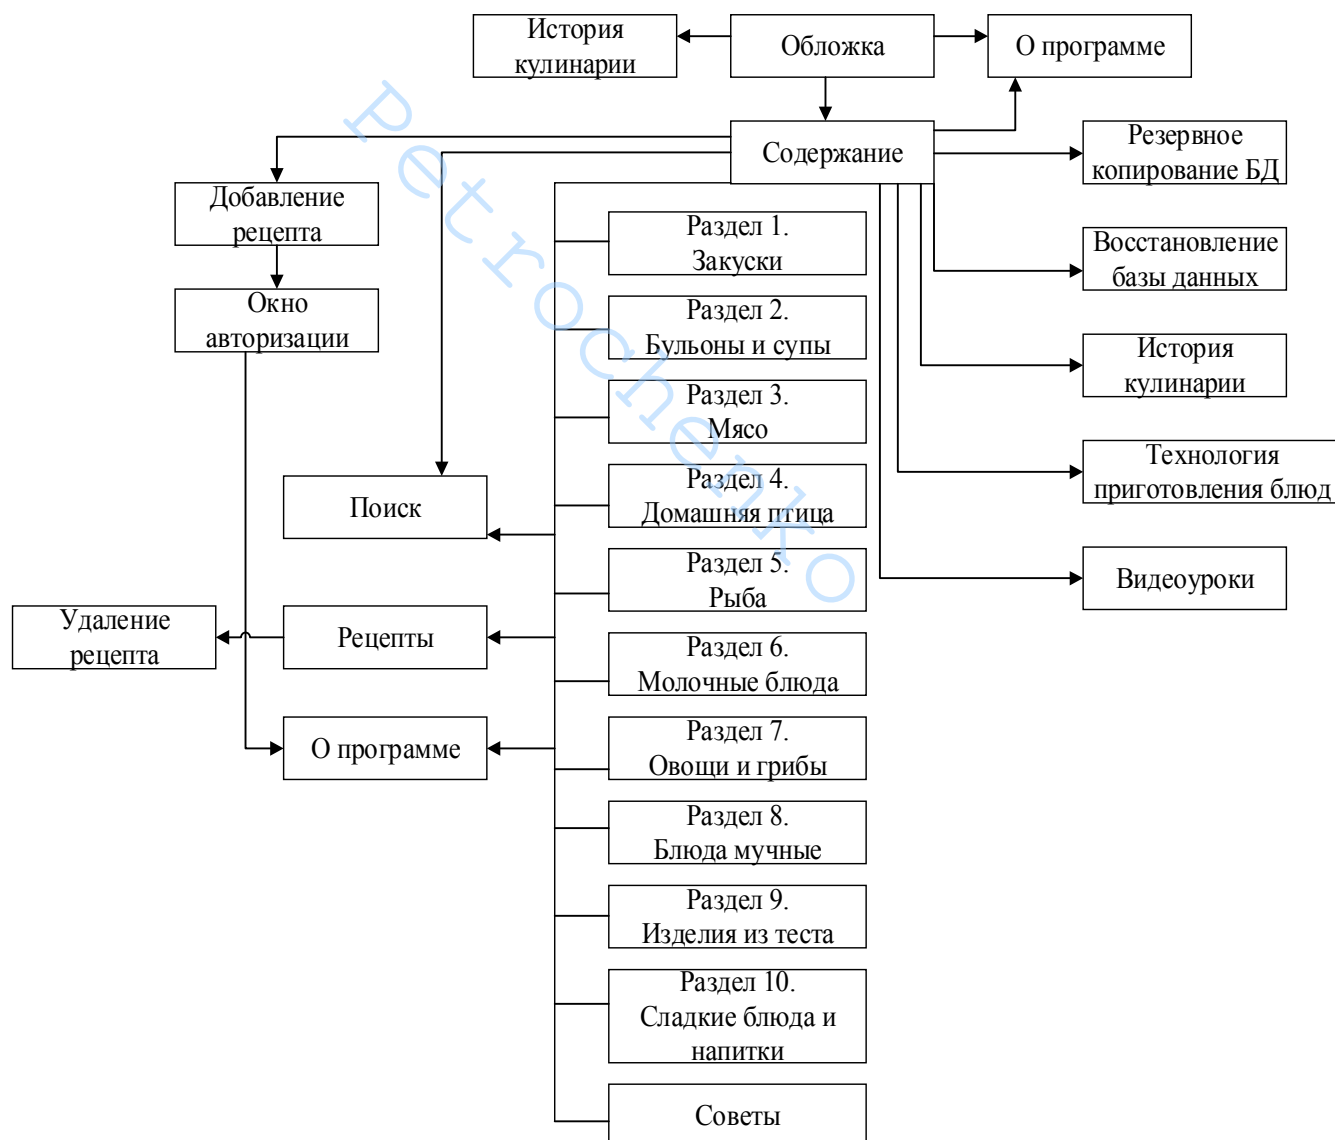 История
кулинарии
Обложка
О программе
Содержание
Резервное
копирование БД
Добавление
рецепта
Раздел 1.
Закуски
Восстановление
базы данных
Окно
авторизации
Раздел 2.
Бульоны и супы
История
кулинарии
Раздел 3.
Мясо
Технология
приготовления блюд
Поиск
Раздел 4.
Домашняя птица
Раздел 5.
Рыба
Видеоуроки
Удаление
рецепта
Рецепты
Раздел 6.
Молочные блюда
О программе
Раздел 7.
Овощи и грибы
Раздел 8.
Блюда мучные
Раздел 9.
Изделия из теста
Раздел 10.
Сладкие блюда и
напитки
Советы
Petrochenko